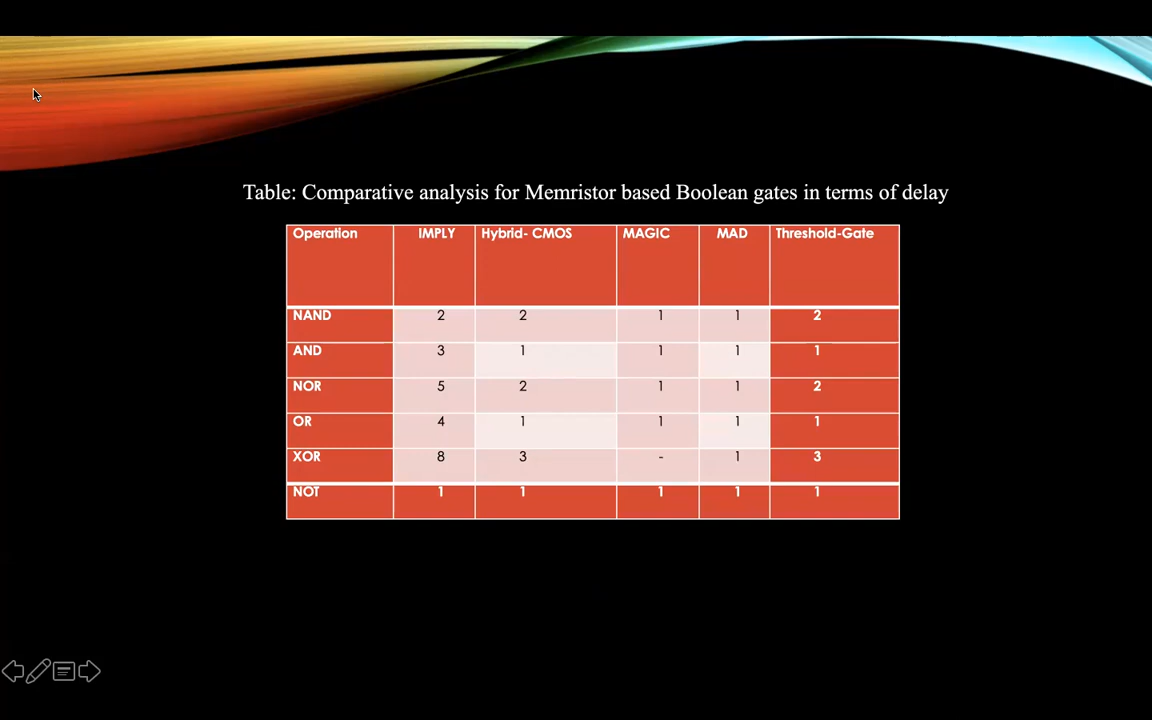 Table: Comparative analysis for Memristor based Boolean gates in terms of delay
Operation IMPLY Hybrid- CMOS MAGIC MAD Threshold-Gate
NAND 2 2 1 1 2
AND 3 1 1 1 1
NOR 5 2 1 1 2
OR 4 1 1 1 1
XOR 8 3 - 1 3
NOT 1 1 1 1 1